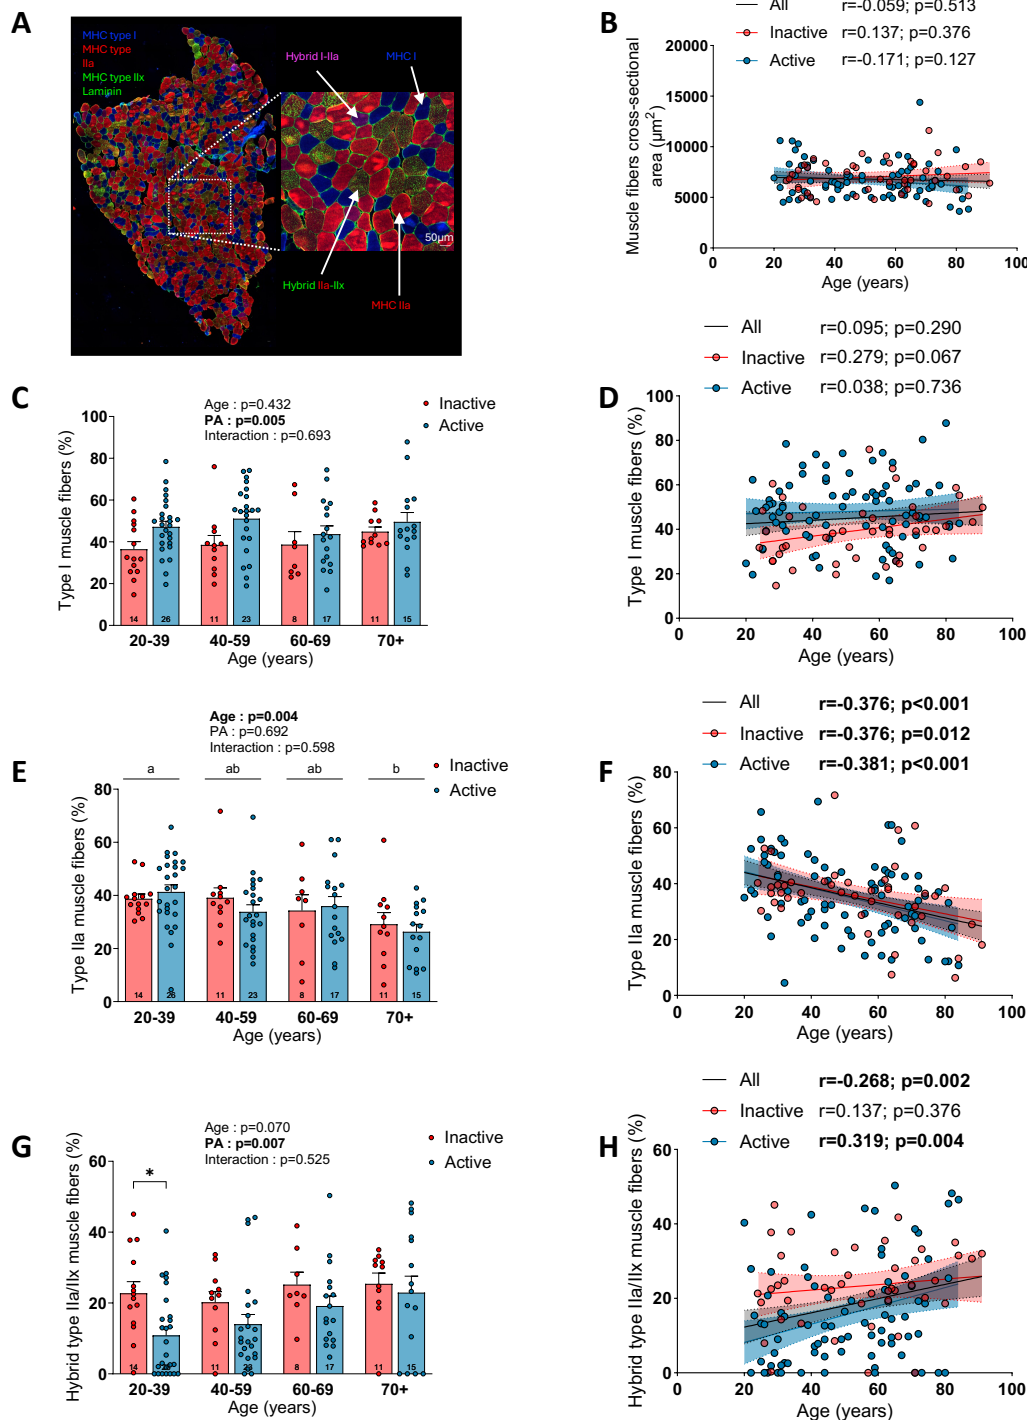 A
MHC type I
MHC type
IIa
MHC type IIx
Laminin
Hybrid I-IIa
MHC I
50µm
Hybrid IIa-IIx
MHC IIa
B
All r=-0.059; p=0.513
Inactive r=0.137; p=0.376
Active r=-0.171; p=0.127
Muscle fibers cross-sectional
area (µm²)
20000
15000
10000
5000
0
0 20 40 60 80 100
Age (years)
C
Age : p=0.432
PA : p=0.005
Interaction : p=0.693
Inactive
Active
Type I muscle fibers (%)
100
80
60
40
20
0
14 26 11 23 8 17 11 15
20-39 40-59 60-69 70+
Age (years)
D
All r=0.095; p=0.290
Inactive r=0.279; p=0.067
Active r=0.038; p=0.736
Type I muscle fibers (%)
100
80
60
40
20
0
0 20 40 60 80 100
Age (years)
E
Age : p=0.004
PA : p=0.692
Interaction : p=0.598
Inactive
Active
a ab ab b
Type IIa muscle fibers (%)
80
60
40
20
0
14 26 11 23 8 17 11 15
20-39 40-59 60-69 70+
Age (years)
F
All r=-0.376; p<0.001
Inactive r=-0.376; p=0.012
Active r=-0.381; p<0.001
Type IIa muscle fibers (%)
80
60
40
20
0
0 20 40 60 80 100
Age (years)
G
Age : p=0.070
PA : p=0.007
Interaction : p=0.525
Inactive
Active
*
Hybrid type IIa/IIx muscle fibers (%)
60
40
20
0
14 11 23 8 17 11 15
20-39 40-59 60-69 70+
Age (years)
H
All r=-0.268; p=0.002
Inactive r=0.137; p=0.376
Active r=0.319; p=0.004
Hybrid type IIa/IIx muscle fibers (%)
60
40
20
0
0 20 40 60 80 100
Age (years)